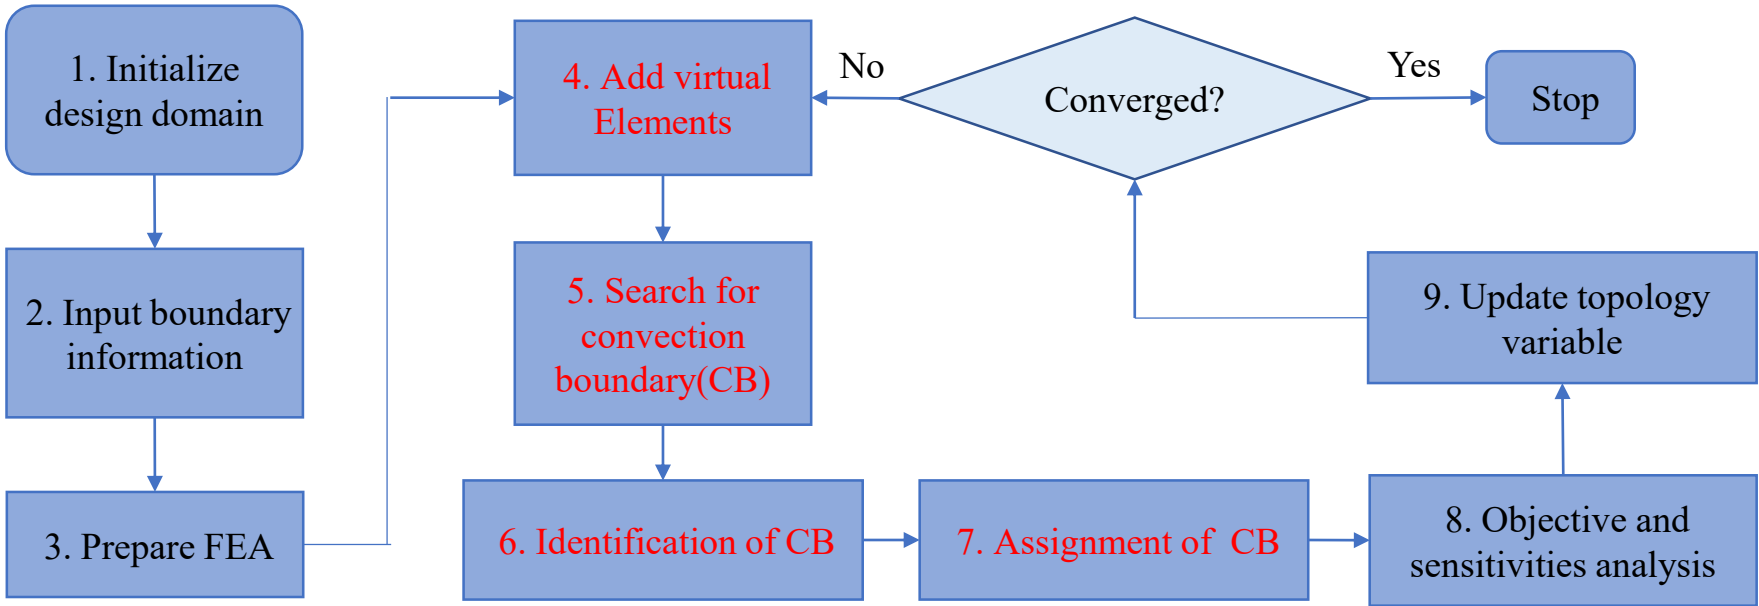 1. Initialize
design domain
2. Input boundary
information
3. Prepare FEA
4. Add virtual
Elements
5. Search for
convection
boundary(CB)
6. Identification of CB
7. Assignment of CB
8. Objective and
sensitivities analysis
9. Update topology
variable
Converged?
No
Yes
Stop